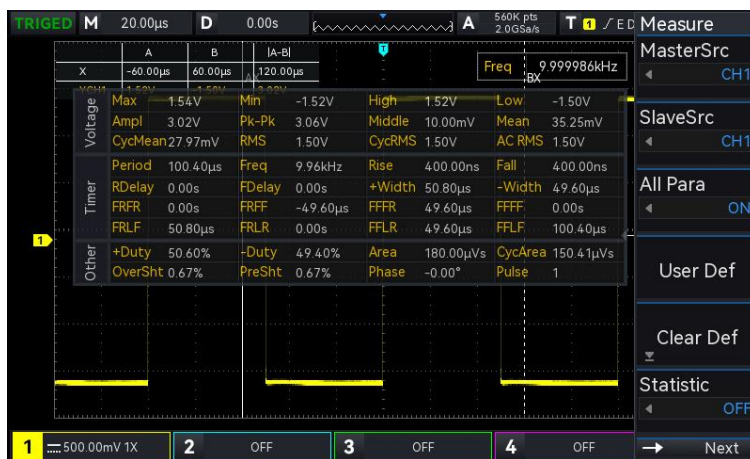 TRIGED M 20.00μs D 0.00s A 560K pts 2.0GSa/s T 1 ED
Measure
A B |A-B|
X -60.00μs 60.00μs 120.00μs
Freq 9.999986kHz
AX BX
Voltage
Max 1.54V Min -1.52V High 1.52V Low -1.50V
Ampl 3.02V Pk-Pk 3.06V Middle 10.00mV Mean 35.25mV
CycMean 27.97mV RMS 1.50V CycRMS 1.50V AC RMS 1.50V
Timer
Period 100.40μs Freq 9.96kHz Rise 400.00ns Fall 400.00ns
RDelay 0.00s FDelay 0.00s +Width 50.80μs -Width 49.60μs
FRFR 0.00s FRFF -49.60μs FFFR 49.60μs FFFF 0.00s
FRLF 50.80μs FRLR 0.00s FFLR 49.60μs FFLF 100.40μs
Other
+Duty 50.60% -Duty 49.40% Area 180.00μVs CycArea 150.41μVs
OverSht 0.67% PreSht 0.67% Phase -0.00° Pulse 1
T
1
MasterSrc
CH1
SlaveSrc
CH1
All Para
ON
User Def
Clear Def
Statistic
OFF
Next
1 500.00mV 1X 2 OFF 3 OFF 4 OFF